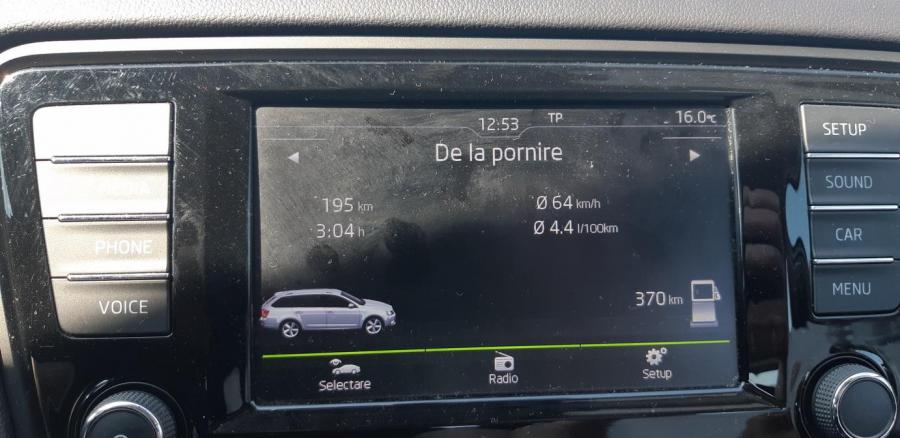 12:53 TP 16.0°C
De la pornire
195 km Ø 64 km/h
3:04 h Ø 4.4 l/100km
370 km
Selectare Radio Setup
PHONE
VOICE
SETUP
SOUND
CAR
MENU